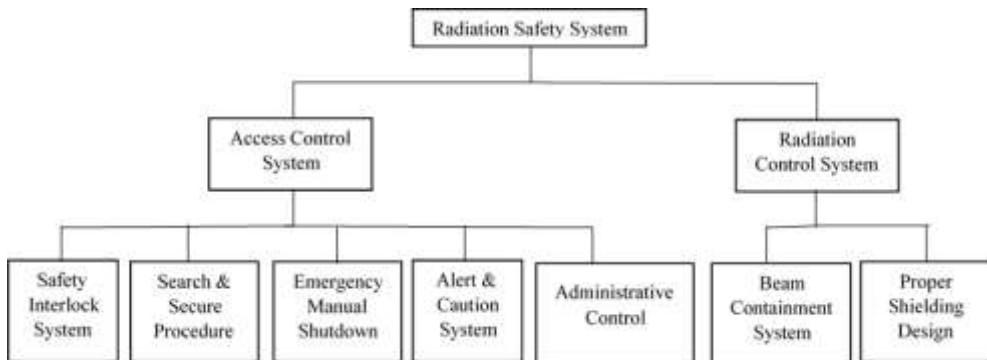 Radiation Safety System
Access Control
System
Radiation
Control System
Safety
Interlock
System
Search &
Secure
Procedure
Emergency
Manual
Shutdown
Alert &
Caution
System
Administrative
Control
Beam
Containment
System
Proper
Shielding
Design